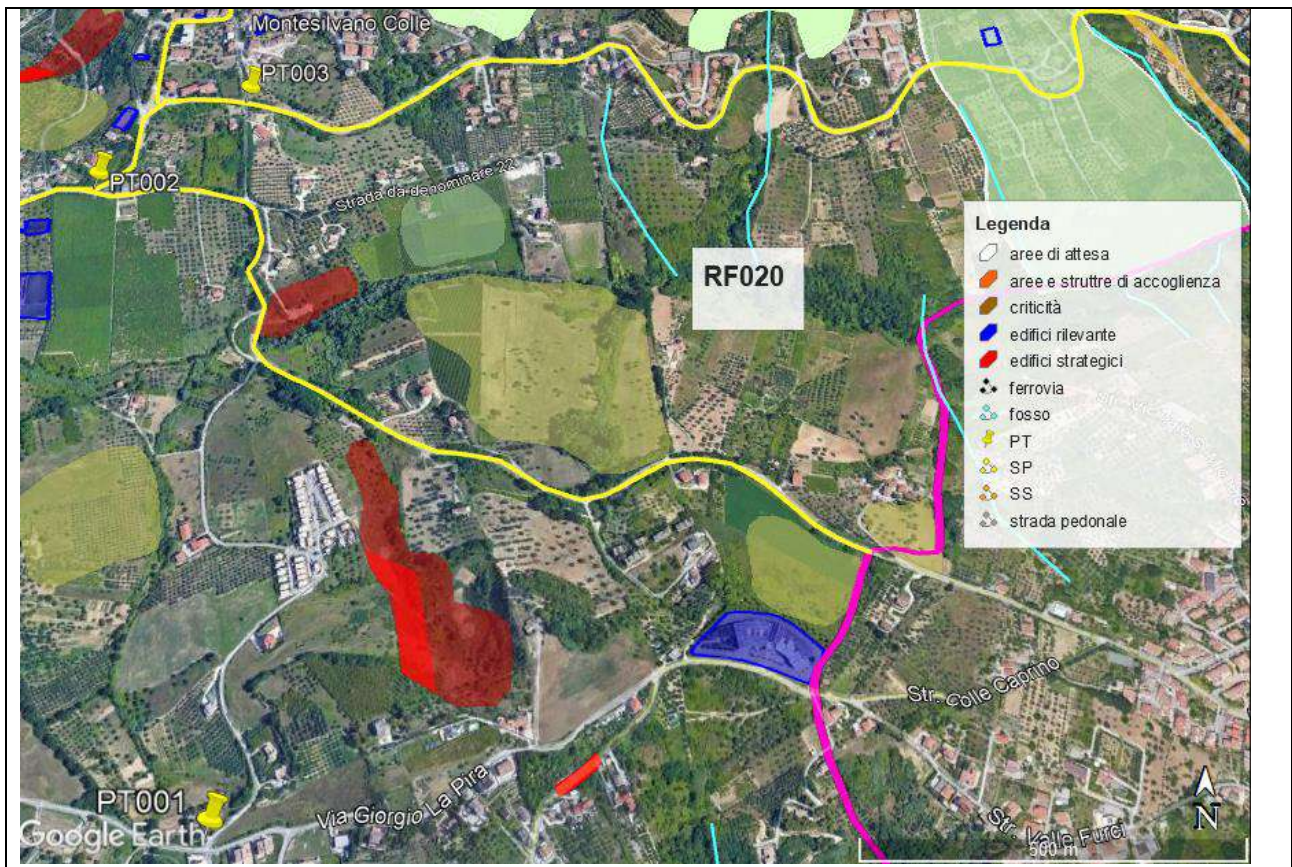 Montesilvano Colle
PT003
PT002
Strada da denominare 22
RF020
Legenda
aree di attesa
aree e struttre di accoglienza
criticità
edifici rilevante
edifici strategici
ferrovia
fosso
PT
SP
SS
strada pedonale
Str. Colle Caprino
PT001
Via Giorgio La Pira
Google Earth
Str. Valle Furci
N
500 m